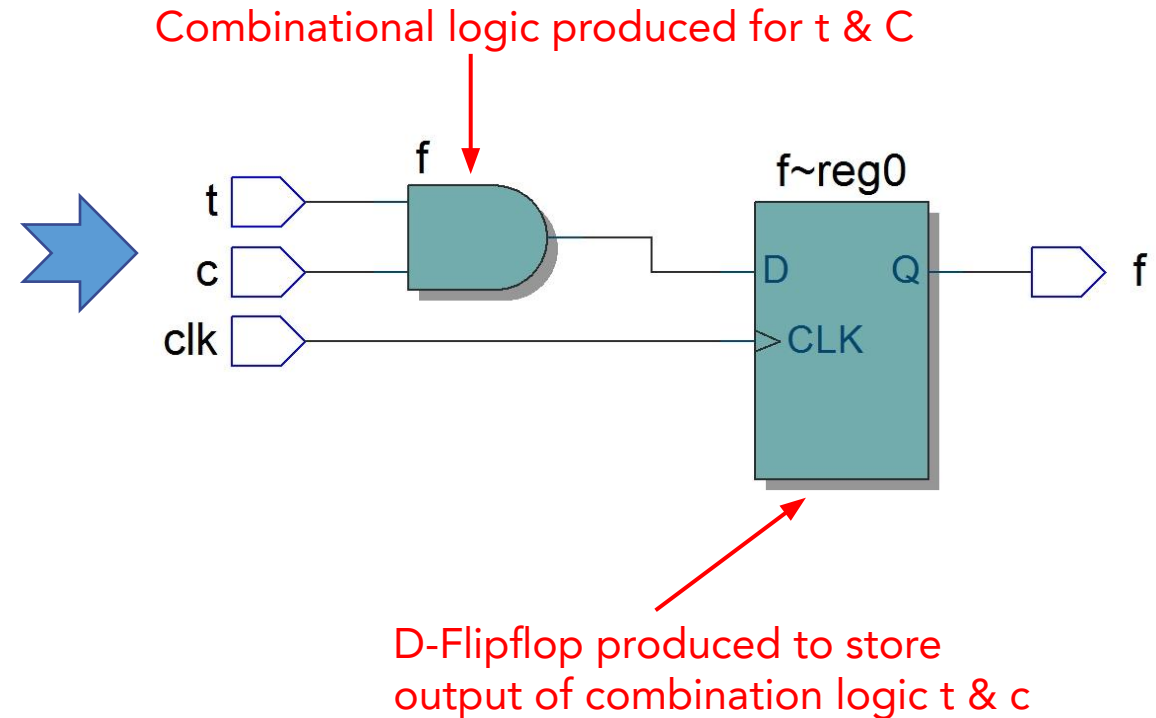 Combinational logic produced for t & C
f
f~reg0
t
D Q
f
c
clk
CLK
D-Flipflop produced to store
output of combination logic t & c